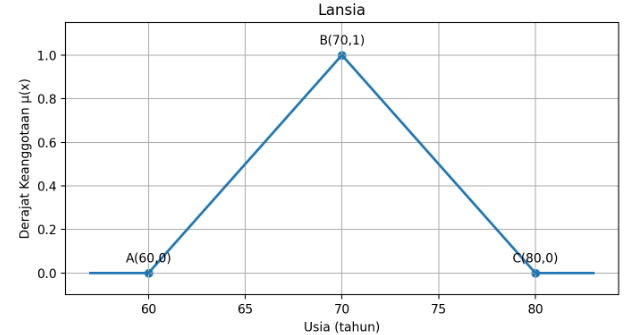 Lansia
B(70,1)
1.0
0.8
0.6
0.4
0.2
0.0
Derajat Keanggotaan μ(x)
A(60,0)
C(80,0)
60
65
70
75
80
Usia (tahun)